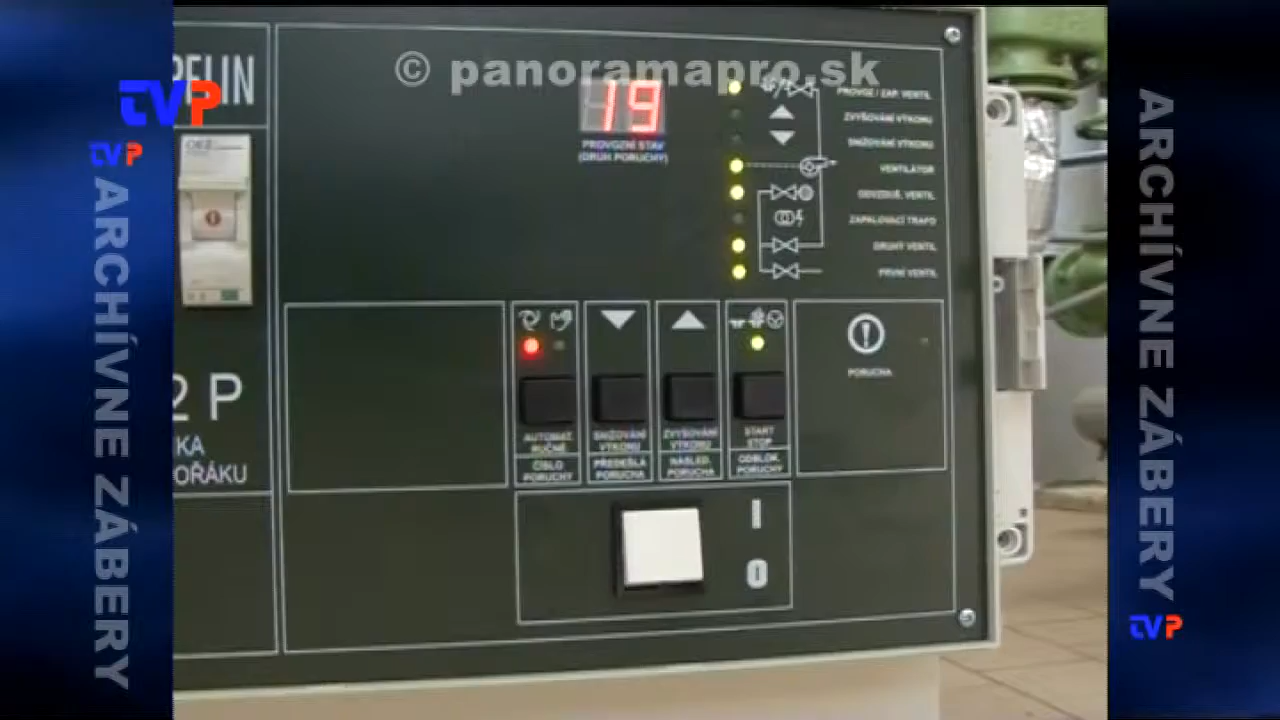 © panoramapro.sk
PELIN
TVP
TVP
ARCHÍVNE ZÁBERY
ARCHÍVNE ZÁBERY
TVP
OEZ
19
PROVOZNÍ STAV
(DRUH PORUCHY)
PROVOZ / ZAP. VENTIL
ZVYŠOVÁNÍ VÝKONU
SNIŽOVÁNÍ VÝKONU
VENTILÁTOR
ODVZDUŠ. VENTIL
ZAPALOVACÍ TRAFO
DRUHÝ VENTIL
PRVNÍ VENTIL
2 P
KA
OŘÁKU
AUTOMAT.
RUČNĚ
ČÍSLO
PORUCHY
SNIŽOVÁNÍ
VÝKONU
PŘEDEŠLÁ
PORUCHA
ZVYŠOVÁNÍ
VÝKONU
NÁSLED.
PORUCHA
START
STOP
ODBLOK.
PORUCHY
PORUCHA
I
0